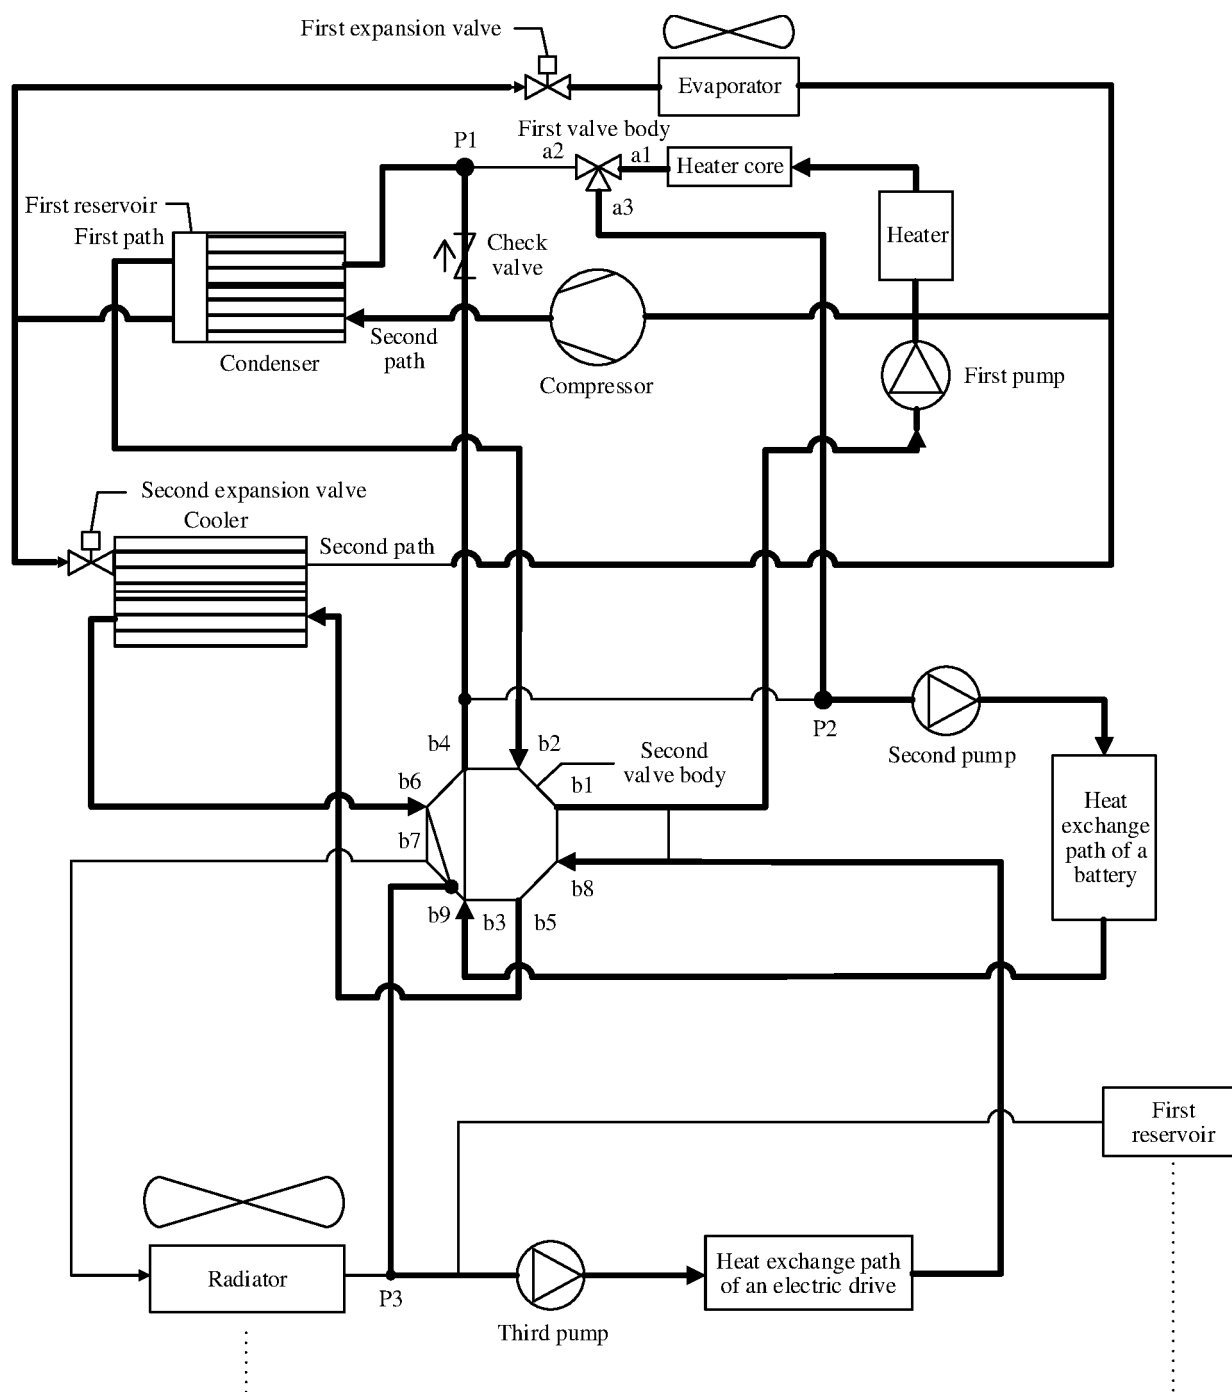 First expansion valve
Evaporator
First valve body
P1
a2
a1
Heater core
a3
First reservoir
First path
Heater
Check
valve
Second
path
Condenser
Compressor
First pump
Second expansion valve
Cooler
Second path
P2
Second pump
b4
b2
Second
valve body
b1
b6
b7
b8
b9
b3
b5
Heat
exchange
path of a
battery
First
reservoir
Radiator
P3
Heat exchange path
of an electric drive
Third pump